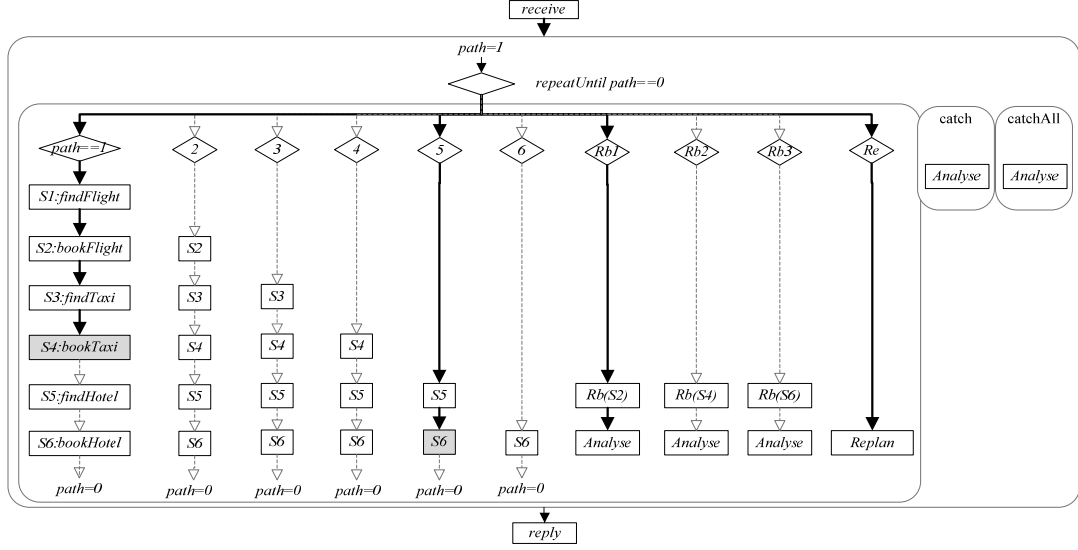 receive
path=1
repeatUntil path==0
path==1 2 3 4 5 6 Rb1 Rb2 Rb3 Re
catch catchAll
Analyse Analyse
S1:findFlight
S2:bookFlight S2
S3:findTaxi S3 S3
S4:bookTaxi S4 S4 S4
S5:findHotel S5 S5 S5 S5 Rb(S2) Rb(S4) Rb(S6)
S6:bookHotel S6 S6 S6 S6 S6 Analyse Analyse Analyse Replan
path=0 path=0 path=0 path=0 path=0 path=0
reply